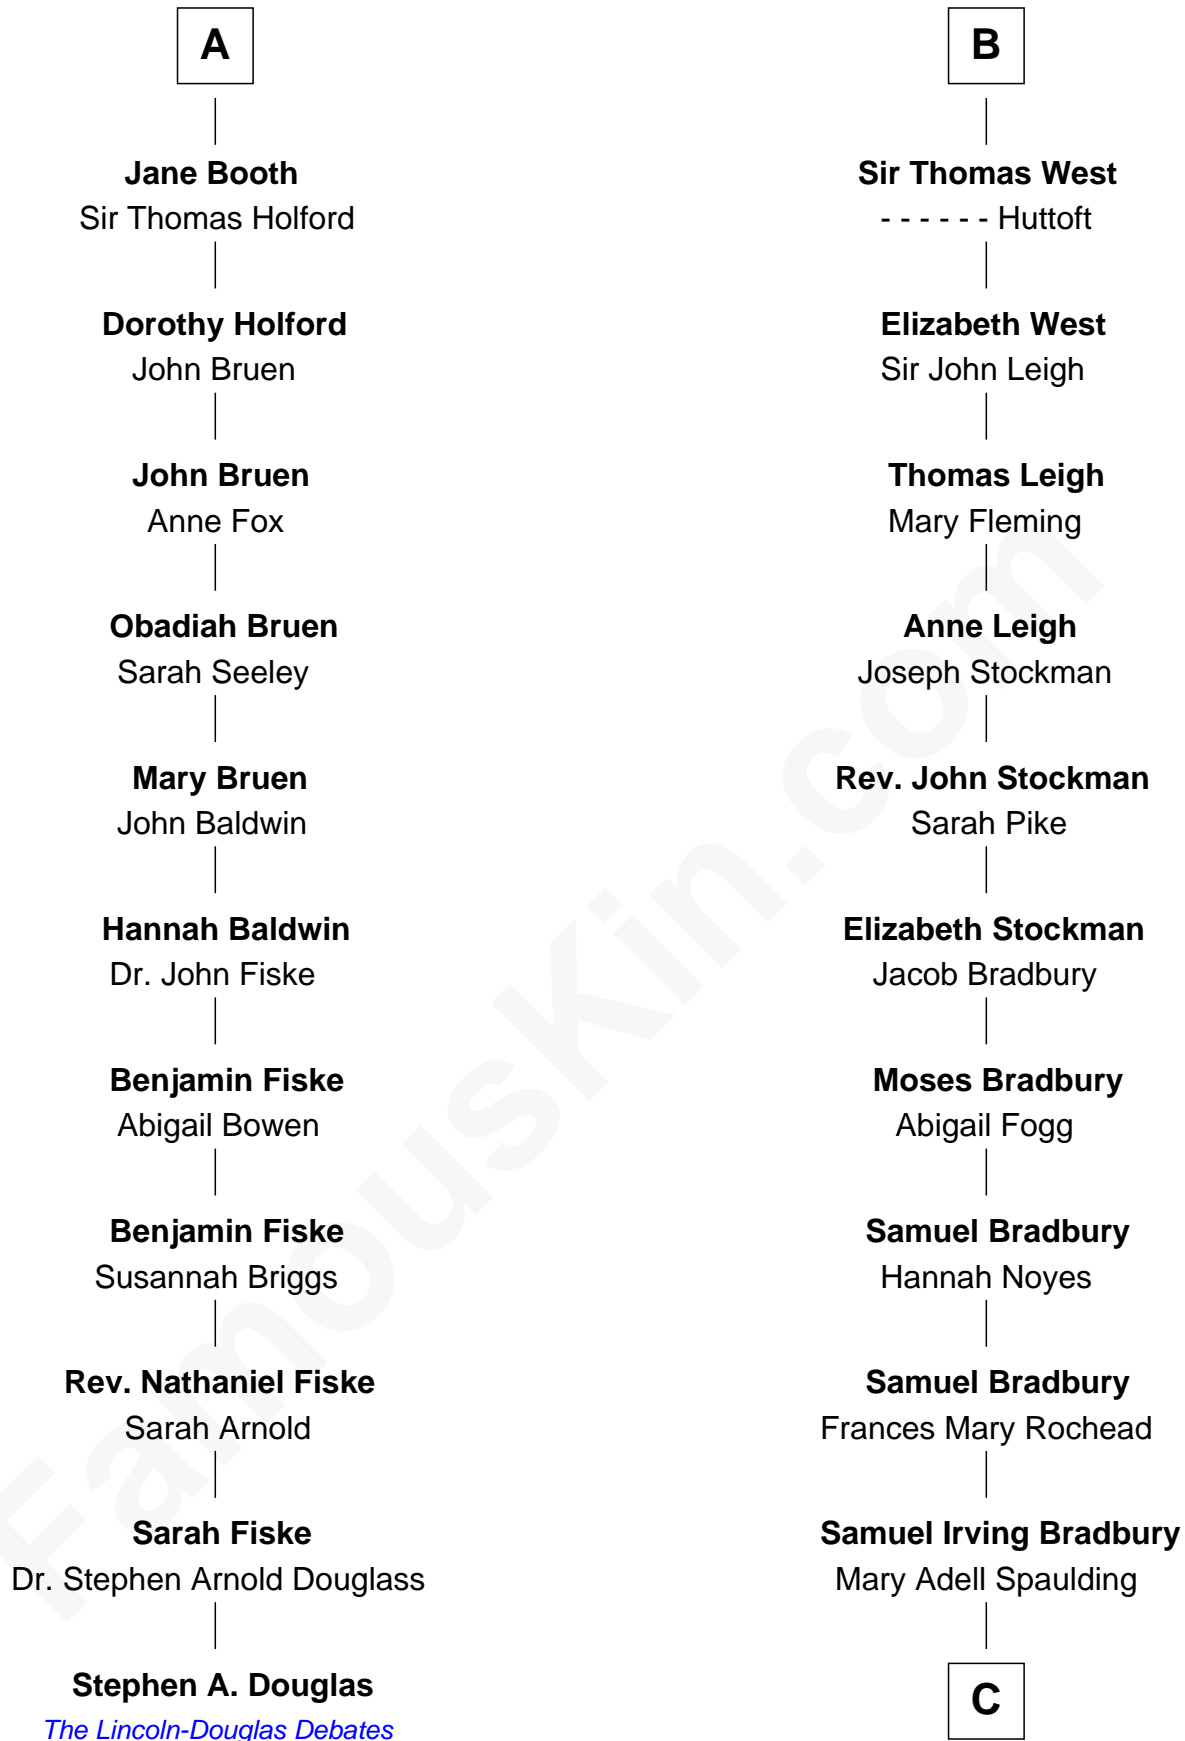 A
Jane Booth
Sir Thomas Holford
Dorothy Holford
John Bruen
John Bruen
Anne Fox
Obadiah Bruen
Sarah Seeley
Mary Bruen
John Baldwin
Hannah Baldwin
Dr. John Fiske
Benjamin Fiske
Abigail Bowen
Benjamin Fiske
Susannah Briggs
Rev. Nathaniel Fiske
Sarah Arnold
Sarah Fiske
Dr. Stephen Arnold Douglass
Stephen A. Douglas
The Lincoln-Douglas Debates
B
Sir Thomas West
- - - - - - Huttoft
Elizabeth West
Sir John Leigh
Thomas Leigh
Mary Fleming
Anne Leigh
Joseph Stockman
Rev. John Stockman
Sarah Pike
Elizabeth Stockman
Jacob Bradbury
Moses Bradbury
Abigail Fogg
Samuel Bradbury
Hannah Noyes
Samuel Bradbury
Frances Mary Rochead
Samuel Irving Bradbury
Mary Adell Spaulding
C
FamousKin.com